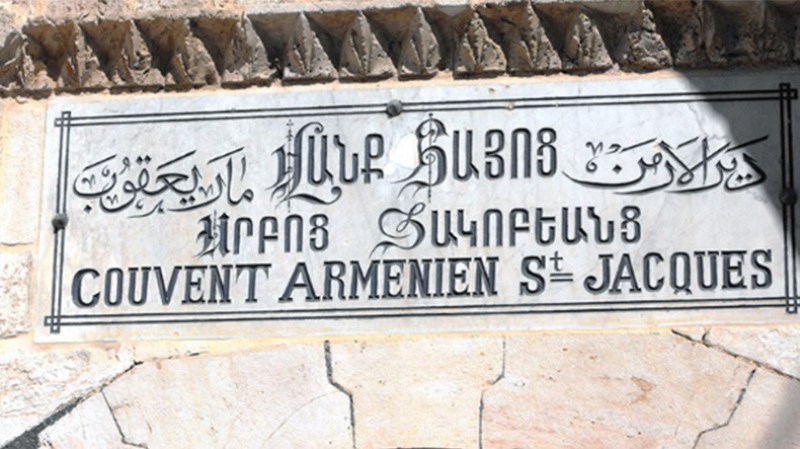 دير الارمن مار يعقوب
ՎԱՆՔ ՀԱՅՈՑ
ՍՐԲՈՑ ՅԱԿՈԲԵԱՆՑ
COUVENT ARMENIEN St JACQUES